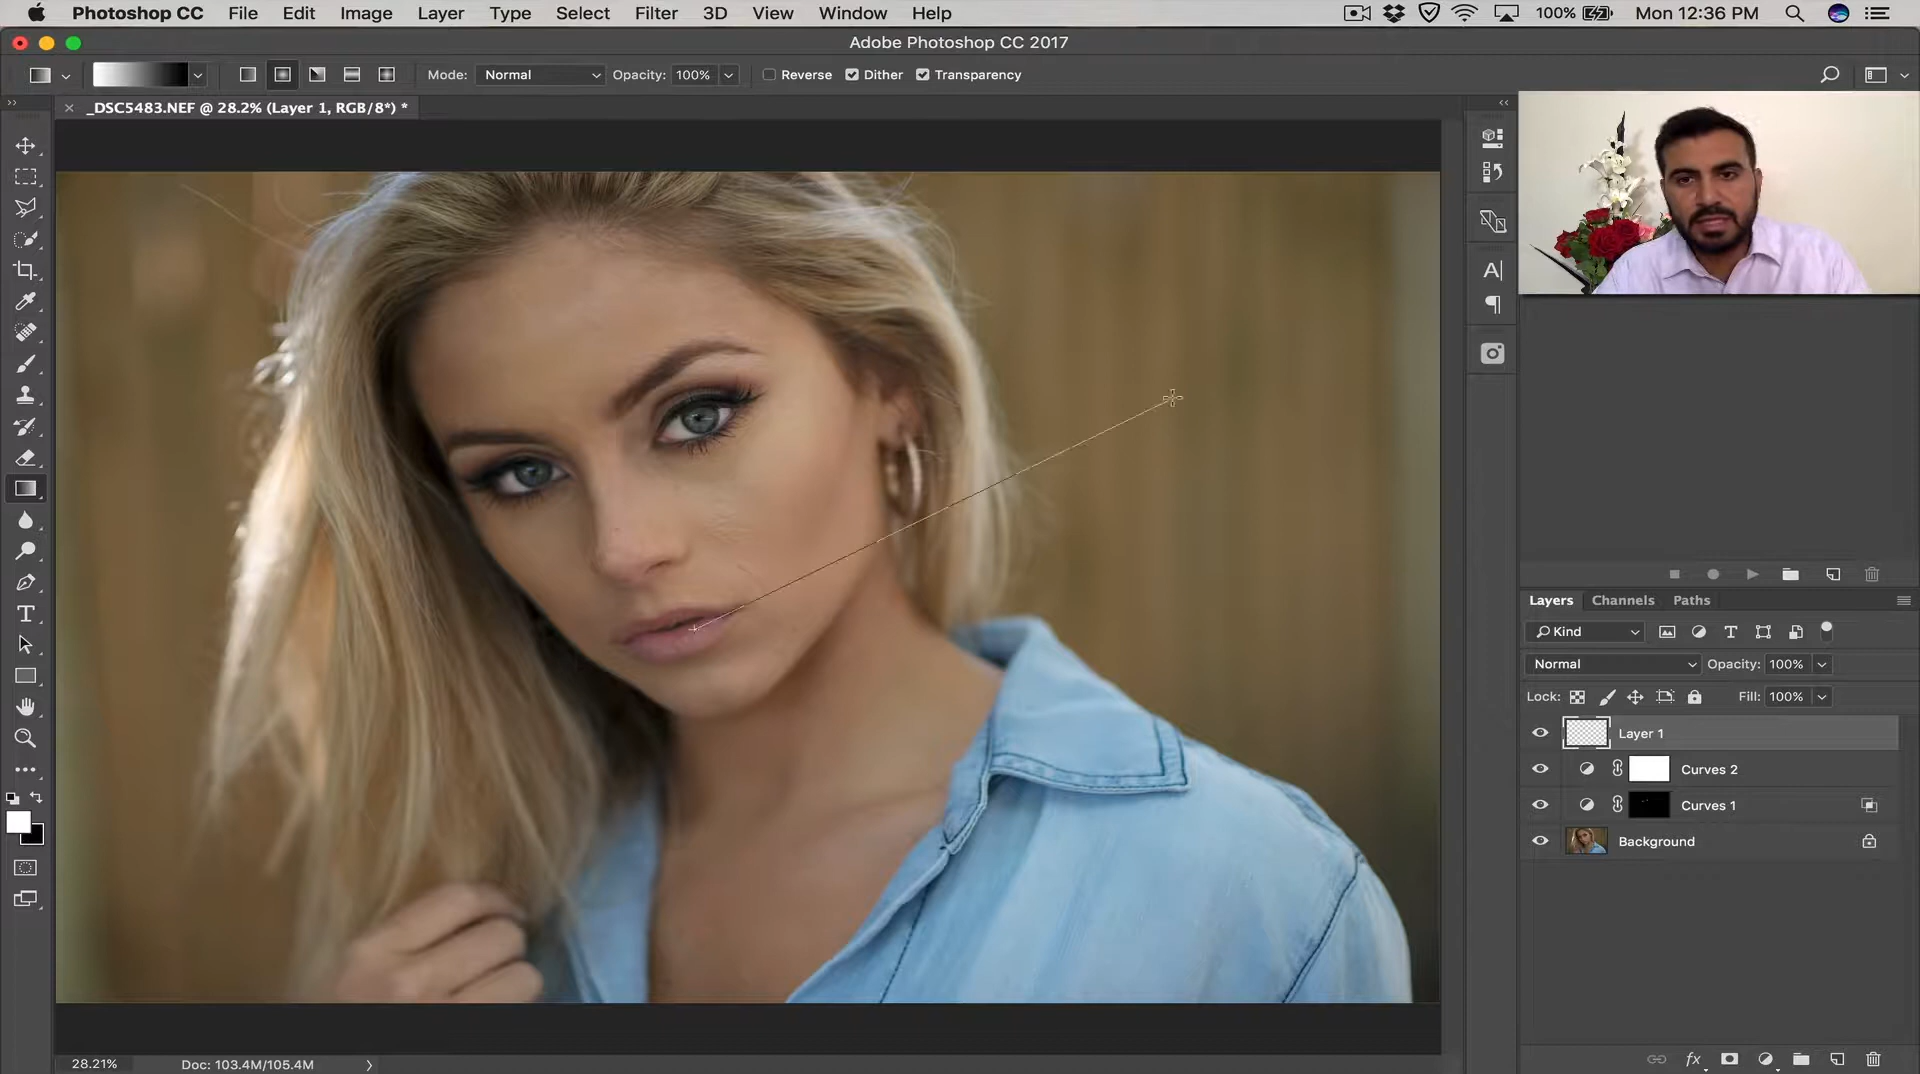 Photoshop CC File Edit Image Layer Type Select Filter 3D View Window Help 100% Mon 12:36 PM
Adobe Photoshop CC 2017
Mode: Normal Opacity: 100% Reverse Dither Transparency
_DSC5483.NEF @ 28.2% (Layer 1, RGB/8*) *
Layers Channels Paths
Kind
Normal Opacity: 100%
Lock: Fill: 100%
Layer 1
Curves 2
Curves 1
Background
28.21% Doc: 103.4M/105.4M
fx